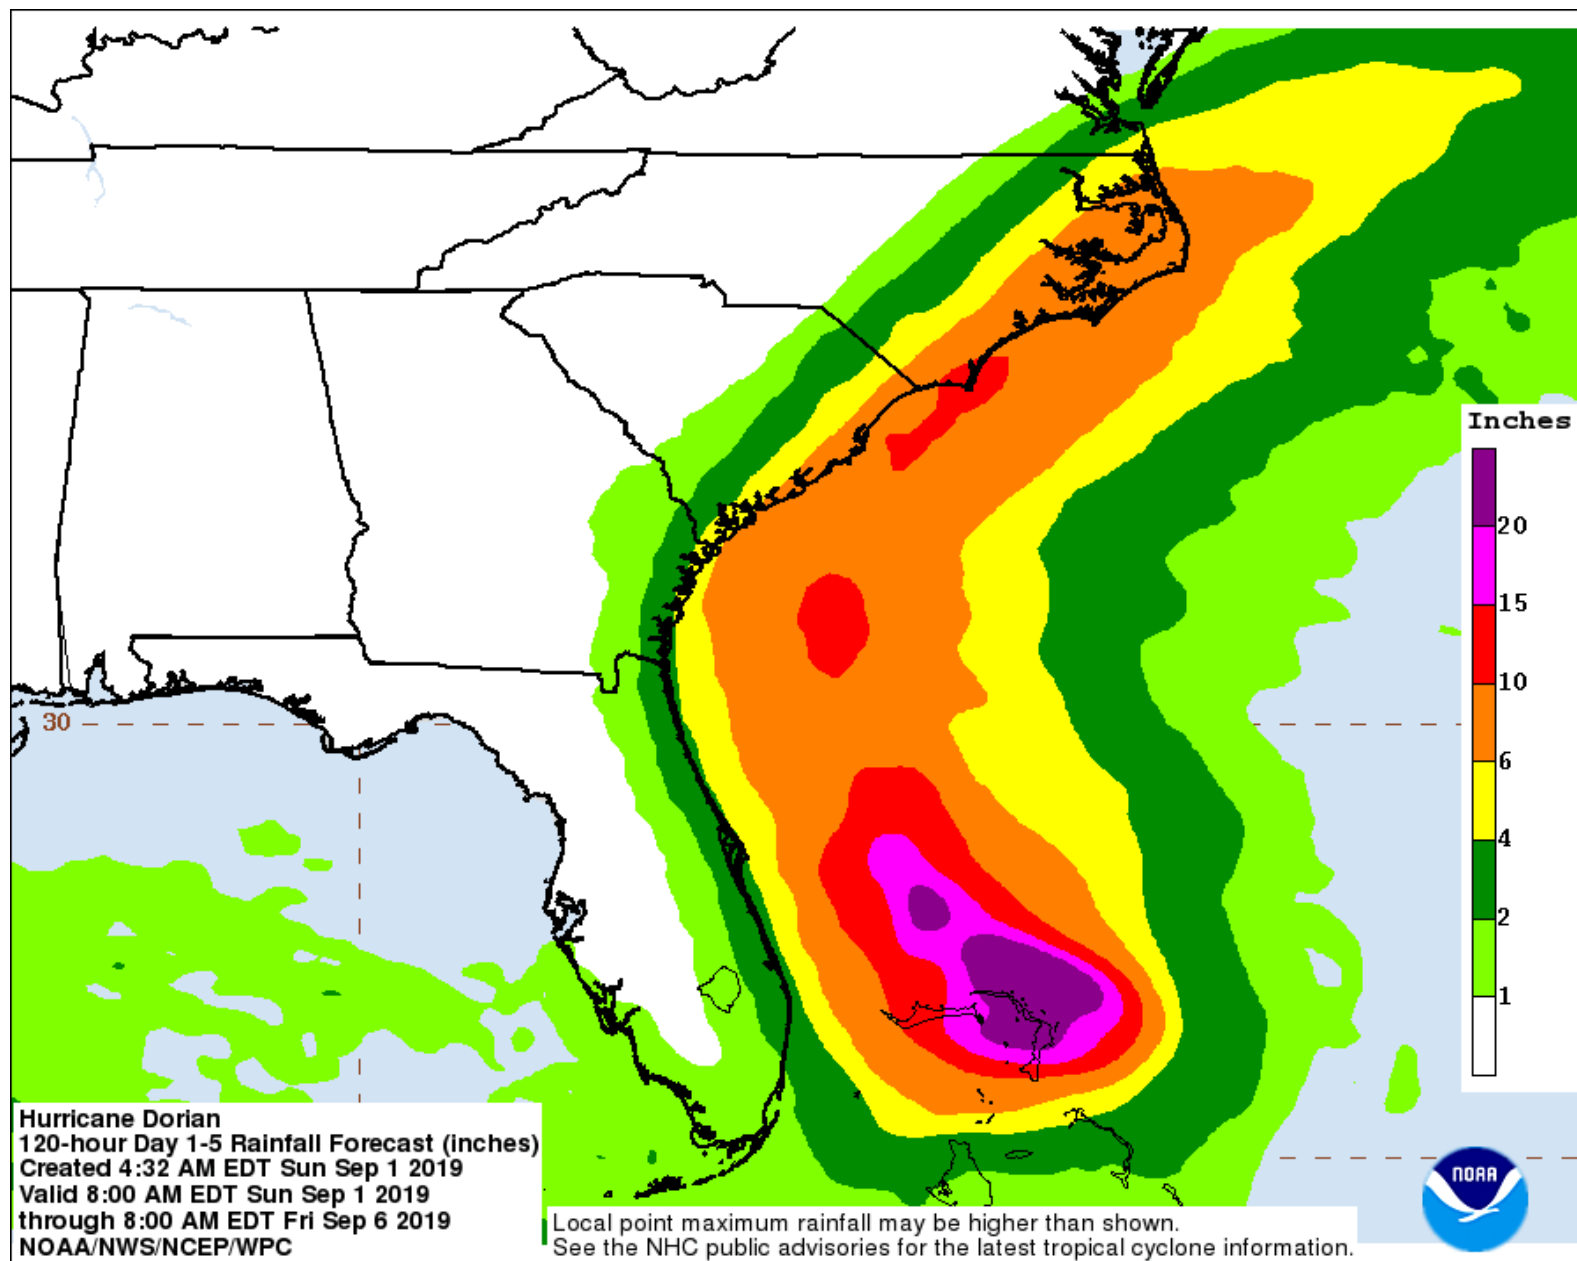 Inches
20
15
10
6
4
2
1
30
Hurricane Dorian
120-hour Day 1-5 Rainfall Forecast (inches)
Created 4:32 AM EDT Sun Sep 1 2019
Valid 8:00 AM EDT Sun Sep 1 2019
through 8:00 AM EDT Fri Sep 6 2019
NOAA/NWS/NCEP/WPC
Local point maximum rainfall may be higher than shown.
See the NHC public advisories for the latest tropical cyclone information.
NOAA